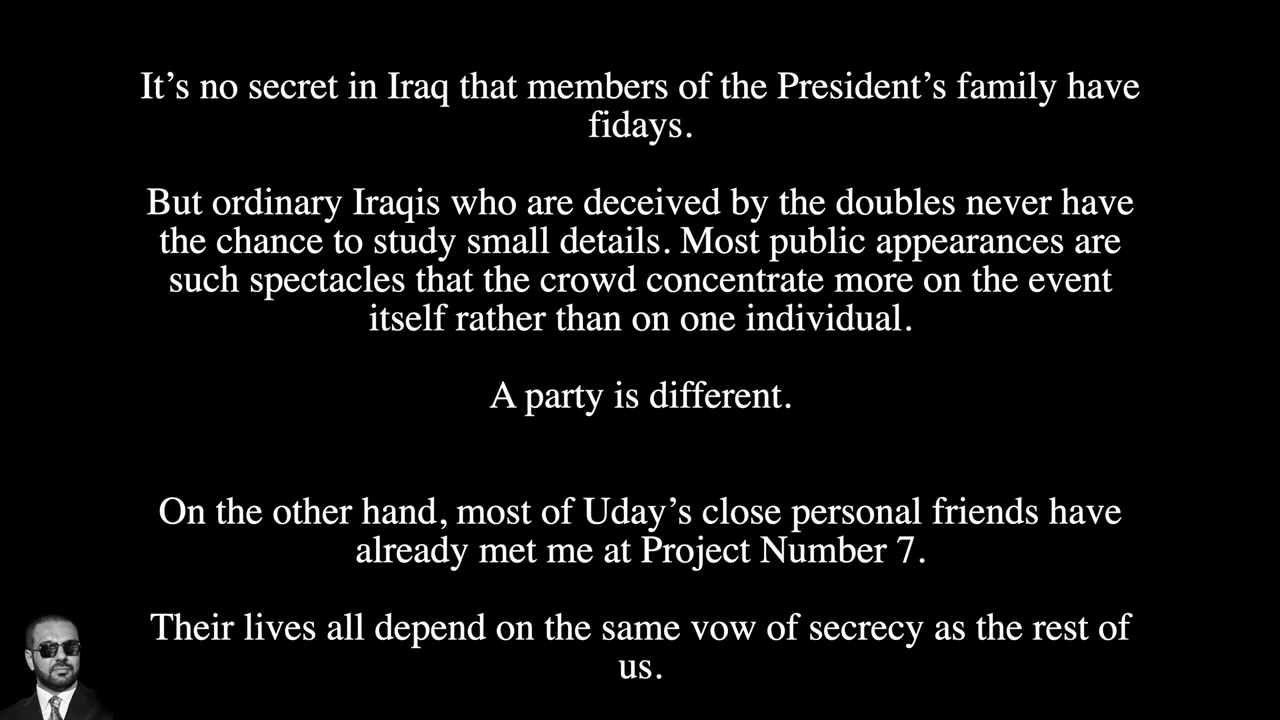 It’s no secret in Iraq that members of the President’s family have
fidays.
But ordinary Iraqis who are deceived by the doubles never have
the chance to study small details. Most public appearances are
such spectacles that the crowd concentrate more on the event
itself rather than on one individual.
A party is different.
On the other hand, most of Uday’s close personal friends have
already met me at Project Number 7.
Their lives all depend on the same vow of secrecy as the rest of
us.